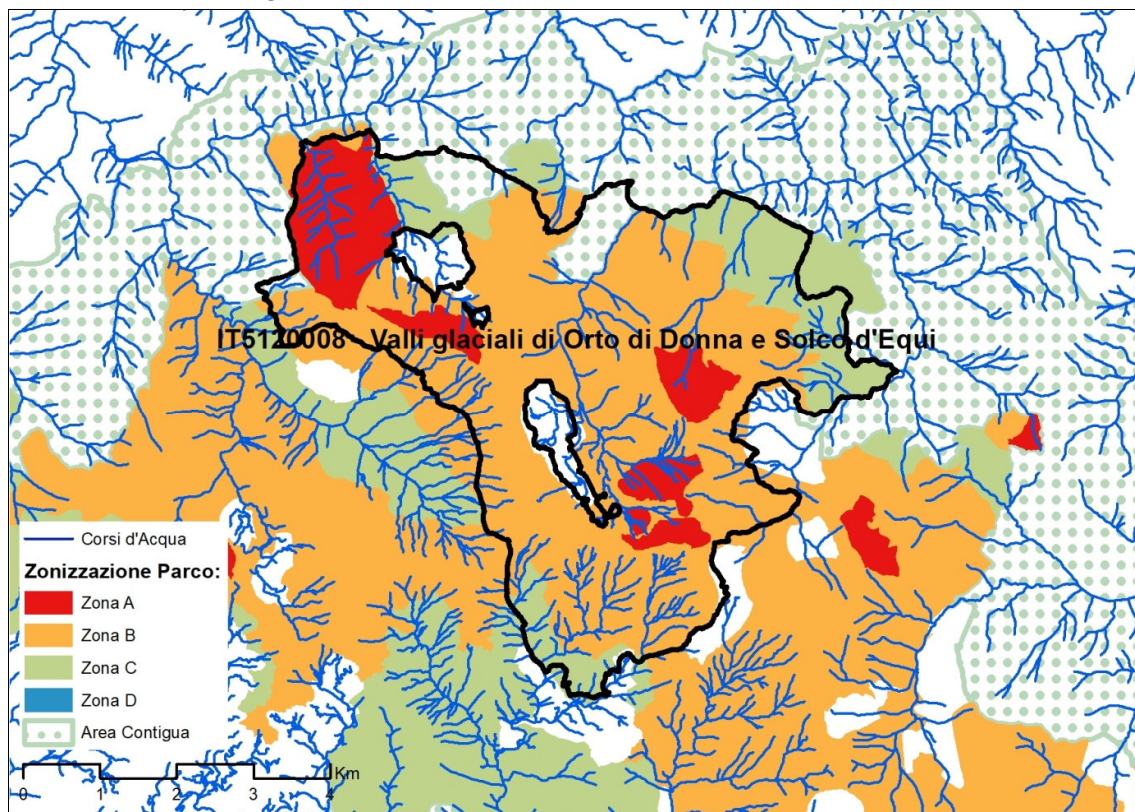 IT5120008 - Valli glaciali di Orto di Donna e Solco d'Equi
Corsi d'Acqua
Zonizzazione Parco:
Zona A
Zona B
Zona C
Zona D
Area Contigua
Km
0 1 2 3 4